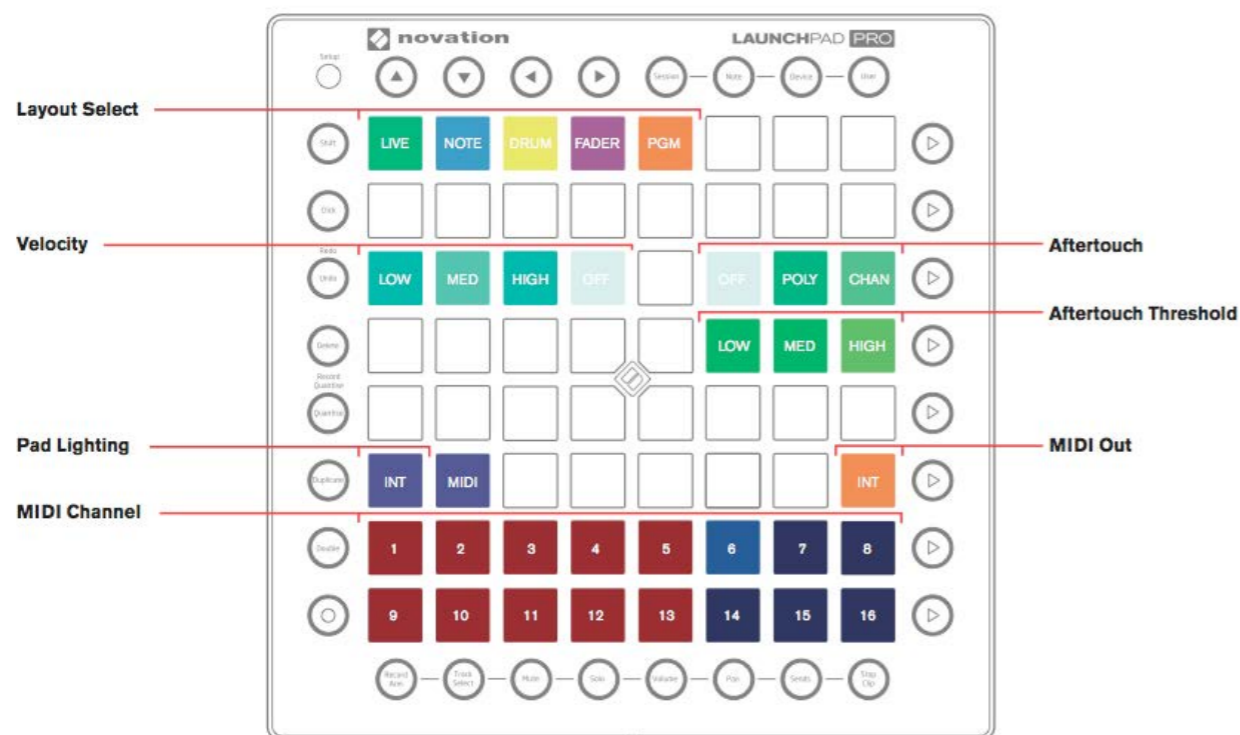 novation
LAUNCHPAD PRO
Setup
Session
Note
Device
User
Layout Select
Shift
LIVE
NOTE
DRUM
FADER
PGM
Click
Velocity
Aftertouch
Redo
Undo
LOW
MED
HIGH
OFF
OFF
POLY
CHAN
Aftertouch Threshold
Delete
LOW
MED
HIGH
Record
Quantise
Quantise
Pad Lighting
MIDI Out
Duplicate
INT
MIDI
INT
MIDI Channel
Double
1
2
3
4
5
6
7
8
9
10
11
12
13
14
15
16
Record
Arm
Track
Select
Mute
Solo
Volume
Pan
Sends
Stop
Clip